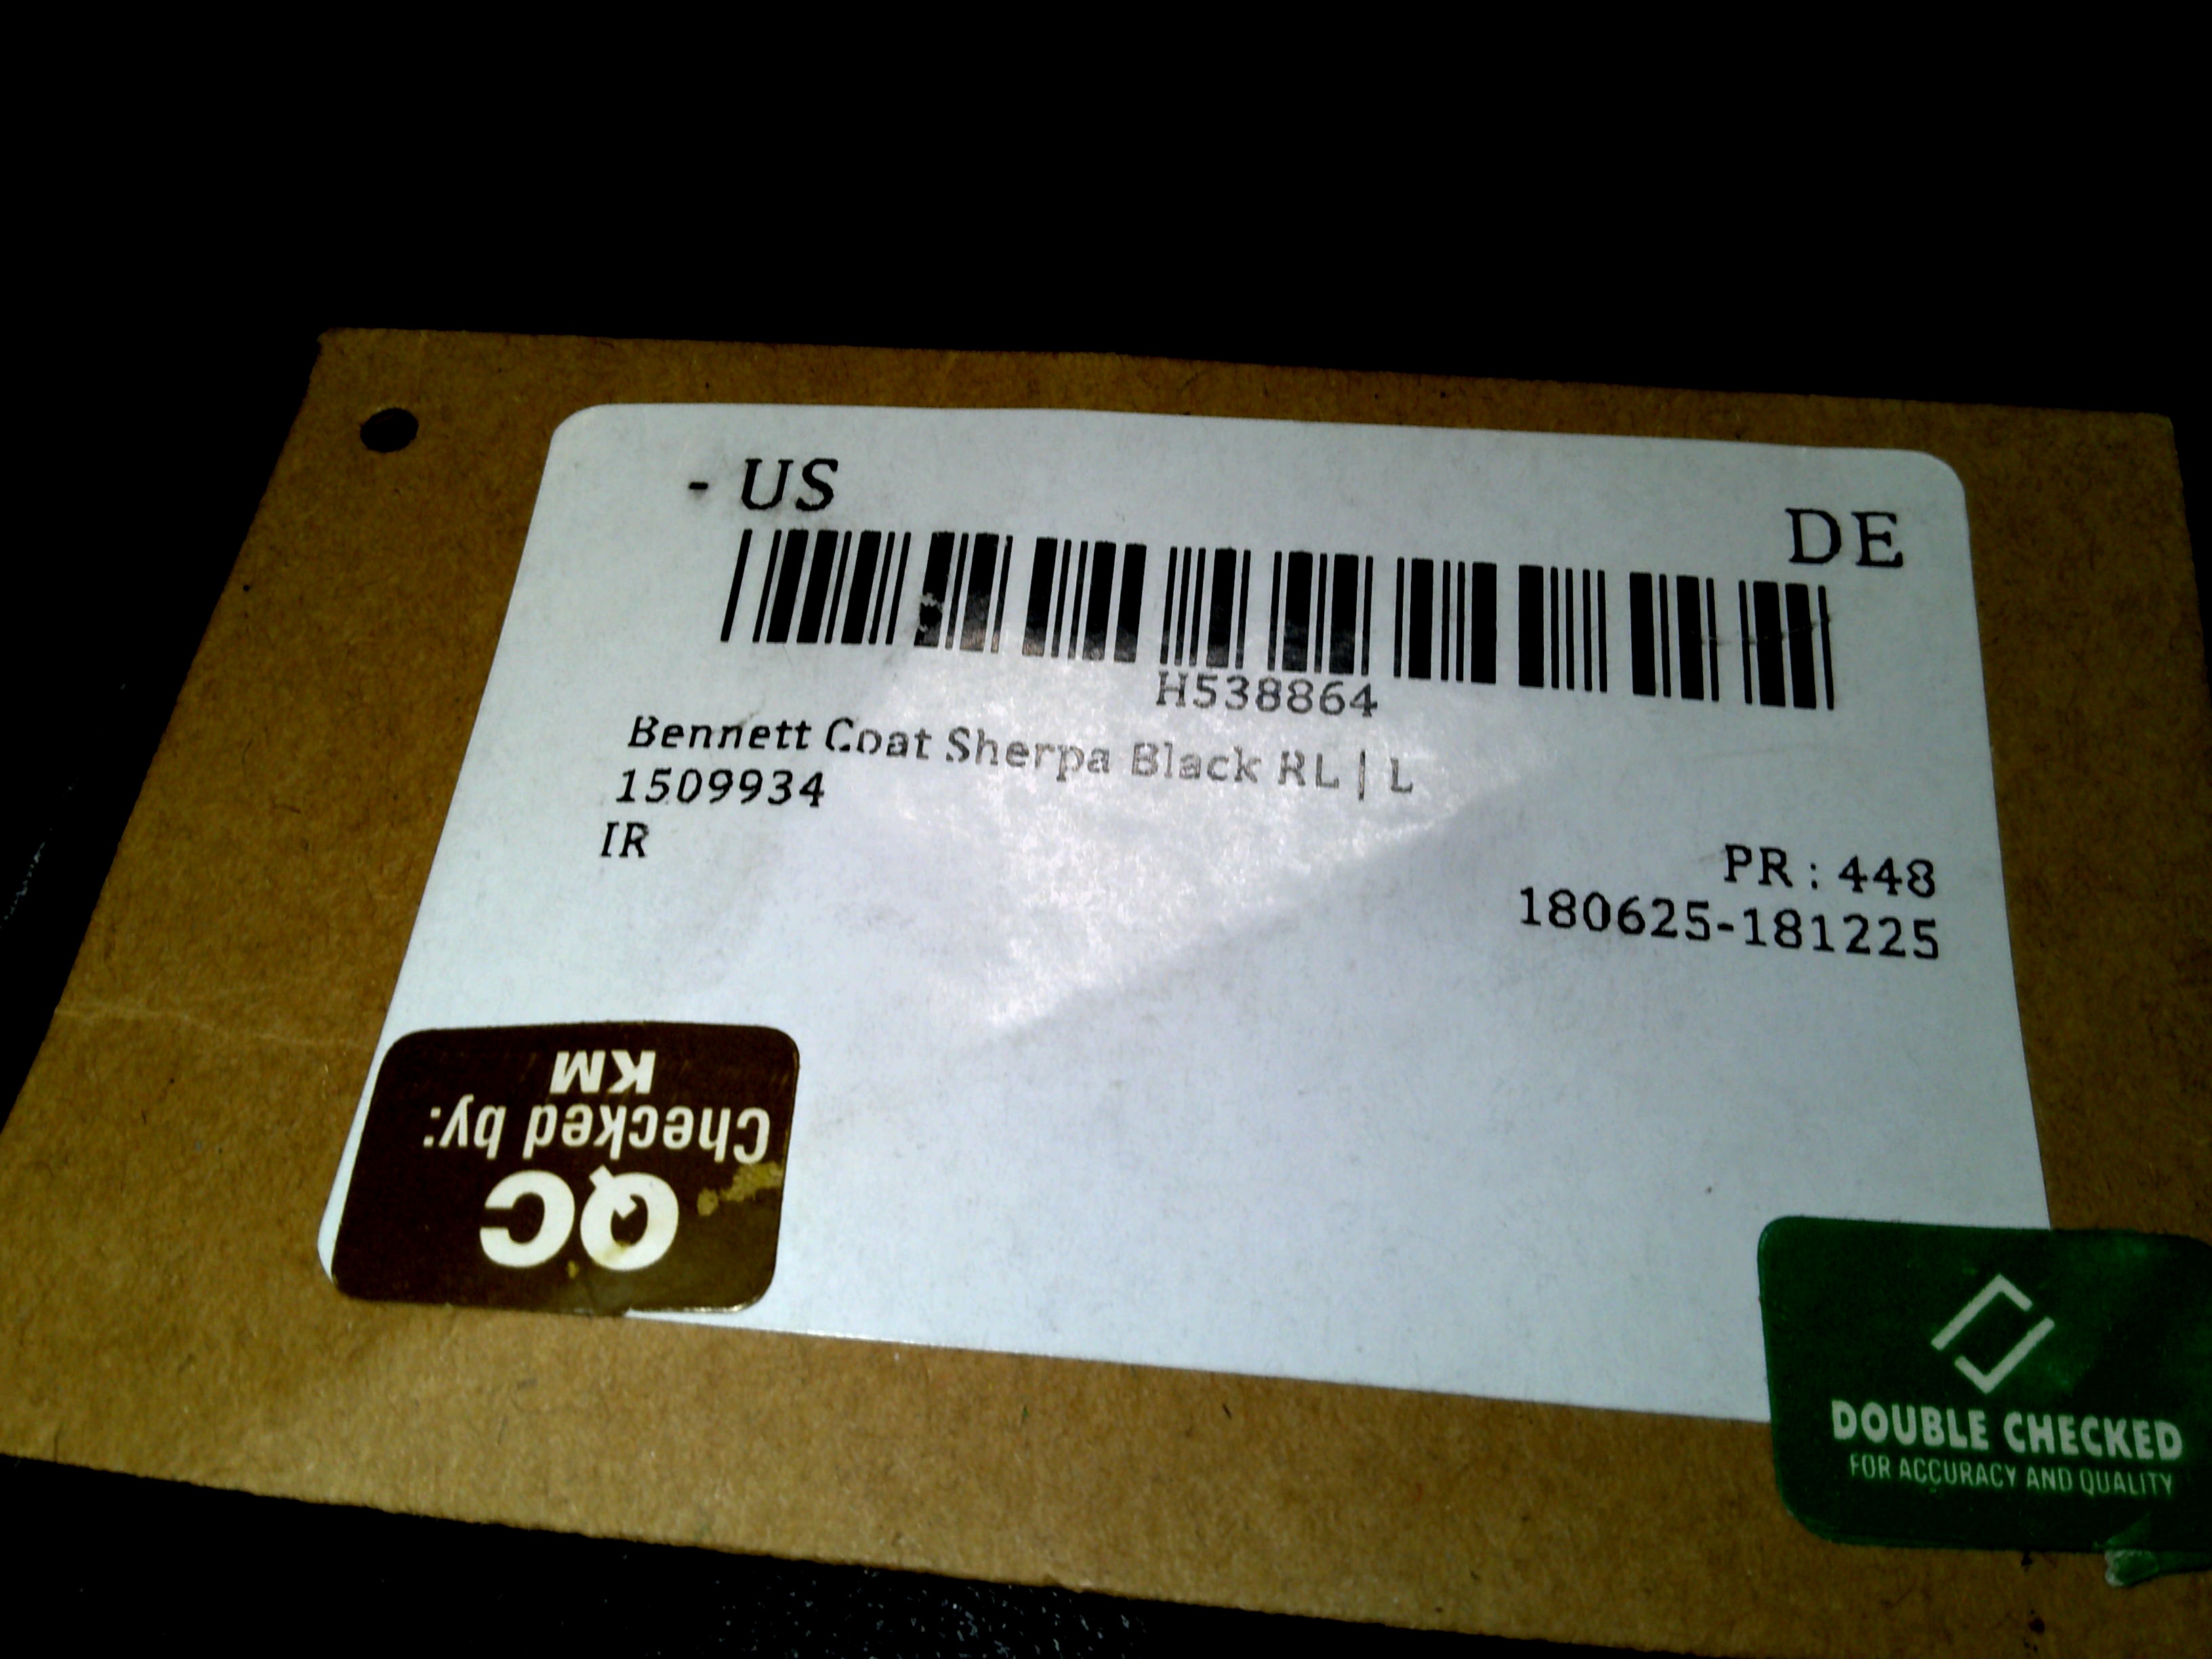 - US
DE
H538864
Bennett Coat Sherpa Black RL | L
1509934
IR
PR : 448
180625-181225
QC
Checked by:
KM
DOUBLE CHECKED
FOR ACCURACY AND QUALITY